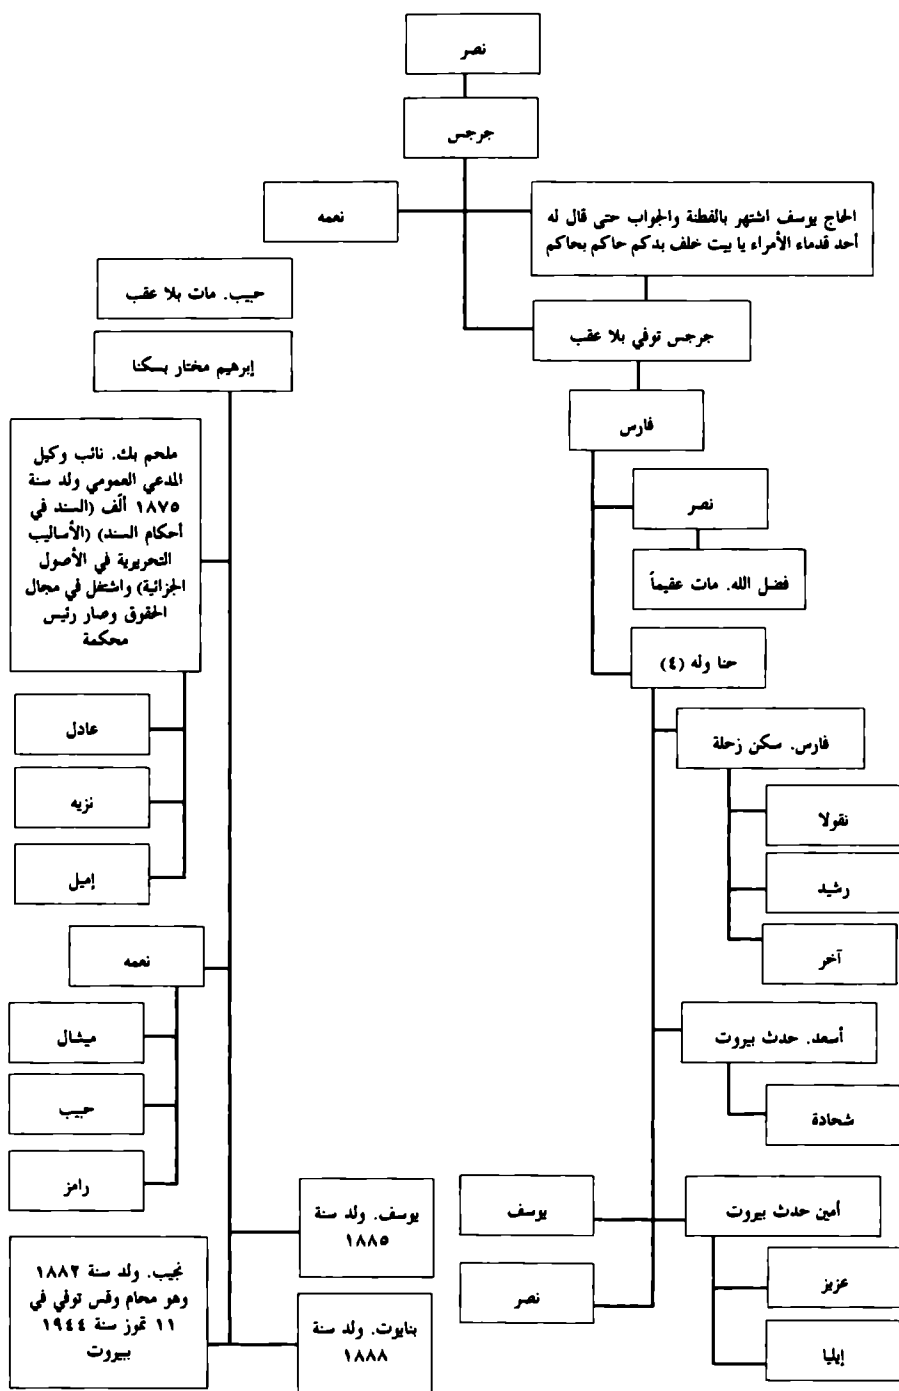 نصر
جرجس
الحاج يوسف اشتهر بالفطنة والجواب حتى قال له
أحد قدماء الأمراء يا بيت خلف بدكم حاكم بحاكم
نعمه
جرجس توفي بلا عقب
فارس
نصر
فضل الله. مات عقيماً
حنا وله (٤)
فارس. سكن زحلة
نقولا
رشيد
آخر
أسعد. حدث بيروت
شحادة
أمين حدث بيروت
يوسف
عزيز
إيليا
نصر
حبيب. مات بلا عقب
إبرهيم مختار بسكنا
ملحم بك. نائب وكيل
المدعي العمومي ولد سنة
١٨٧٥ ألّف (السند في
أحكام السند) (الأساليب
التحريرية في الأصول
الجزائية) واشتغل في مجال
الحقوق وصار رئيس
محكمة
عادل
نزيه
إميل
نعمه
ميشال
حبيب
رامز
يوسف. ولد سنة
١٨٨٥
نجيب. ولد سنة ١٨٨٢
وهو محام وقس توفي في
١١ تموز سنة ١٩٤٤
ببيروت
بنايوت. ولد سنة
١٨٨٨